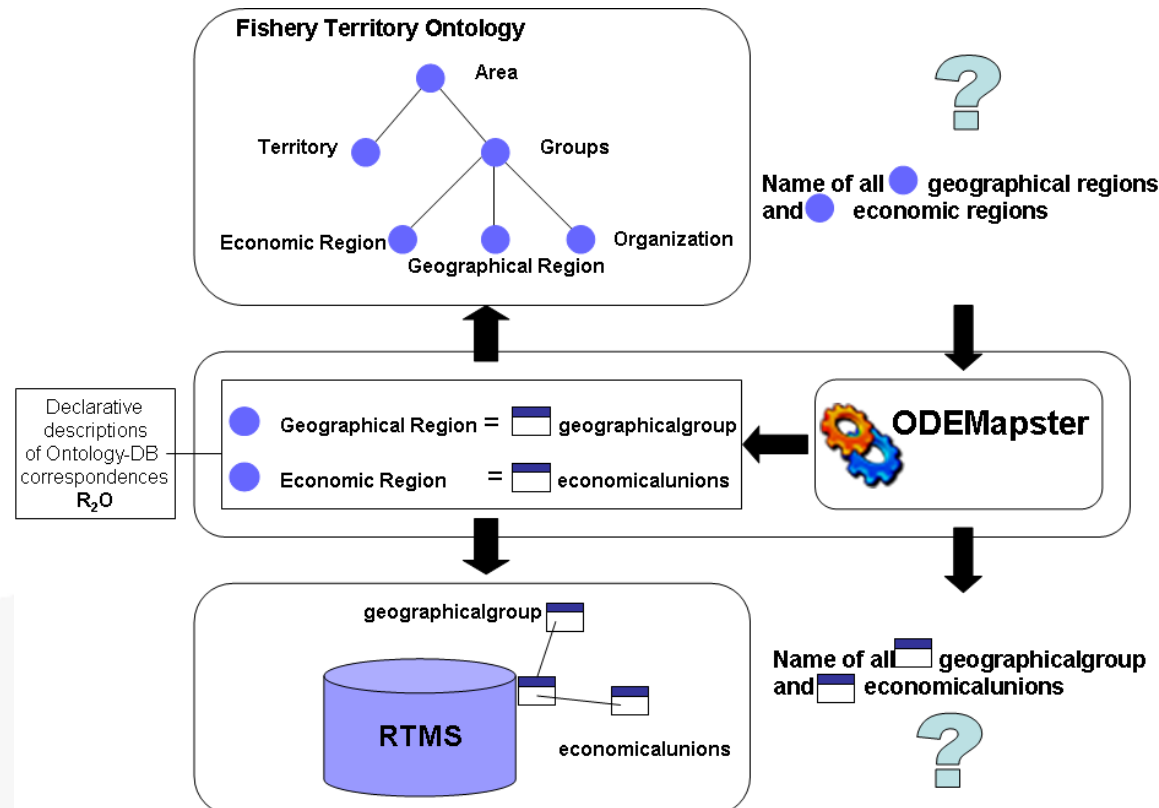 Fishery Territory Ontology
Area
Territory
Groups
Economic Region
Geographical Region
Organization
Name of all geographical regions
and economic regions
?
Declarative
descriptions
of Ontology-DB
correspondences
R₂O
Geographical Region = geographicalgroup
Economic Region = economicalunions
ODEMapster
geographicalgroup
RTMS
economicalunions
Name of all geographicalgroup
and economicalunions
?